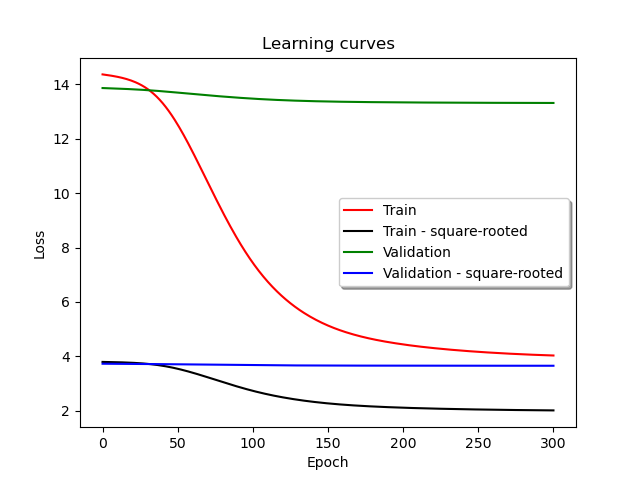 Learning curves
Loss
14
12
10
8
6
4
2
Train
Train - square-rooted
Validation
Validation - square-rooted
0
50
100
150
200
250
300
Epoch